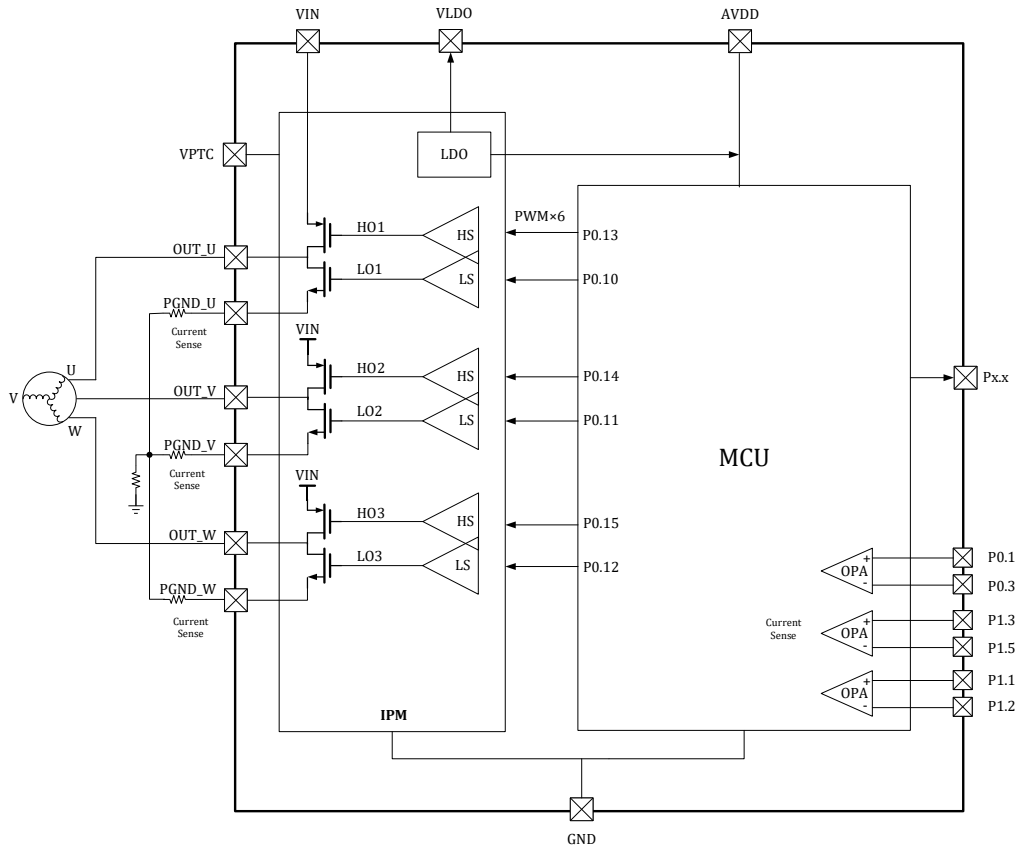 VIN
VLDO
AVDD
VPTC
LDO
PWM×6
HO1
HS
P0.13
OUT_U
LO1
LS
P0.10
PGND_U
Current
Sense
VIN
U
HO2
HS
P0.14
Px.x
OUT_V
V
LO2
LS
P0.11
W
PGND_V
Current
Sense
MCU
VIN
HO3
HS
P0.15
OUT_W
LO3
LS
P0.12
PGND_W
Current
Sense
+
OPA
-
P0.1
P0.3
Current
Sense
+
OPA
-
P1.3
P1.5
+
OPA
-
P1.1
P1.2
IPM
GND